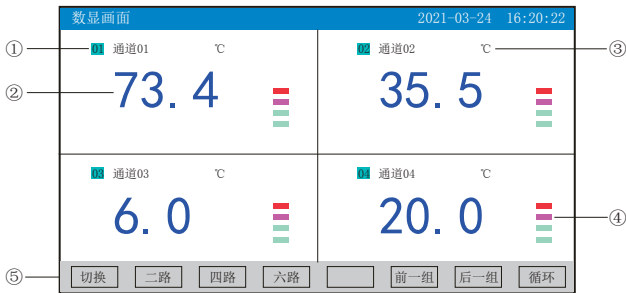 数显画面 2021-03-24 16:20:22
① 01 通道01 ℃ 02 通道02 ℃ ③
② 73.4 35.5
03 通道03 ℃ 04 通道04 ℃
6.0 20.0 ④
⑤ 切换 二路 四路 六路 前一组 后一组 循环